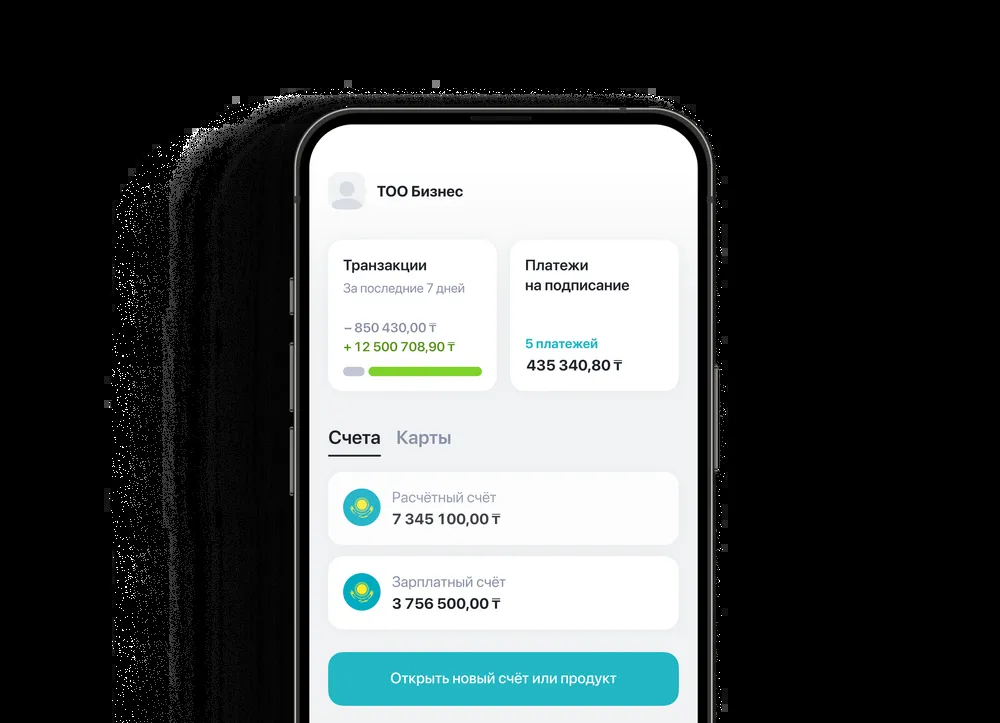 ТОО Бизнес
Транзакции
За последние 7 дней
− 850 430,00 ₸
+ 12 500 708,90 ₸
Платежи
на подписание
5 платежей
435 340,80 ₸
Счета Карты
Расчётный счёт
7 345 100,00 ₸
Зарплатный счёт
3 756 500,00 ₸
Открыть новый счёт или продукт